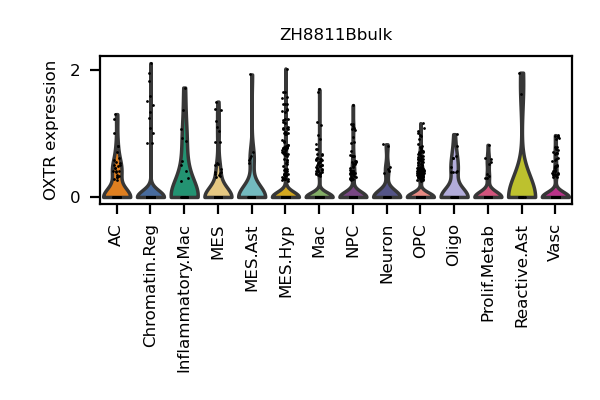 ZH8811Bbulk
OXTR expression
2
0
AC
Chromatin.Reg
Inflammatory.Mac
MES
MES.Ast
MES.Hyp
Mac
NPC
Neuron
OPC
Oligo
Prolif.Metab
Reactive.Ast
Vasc